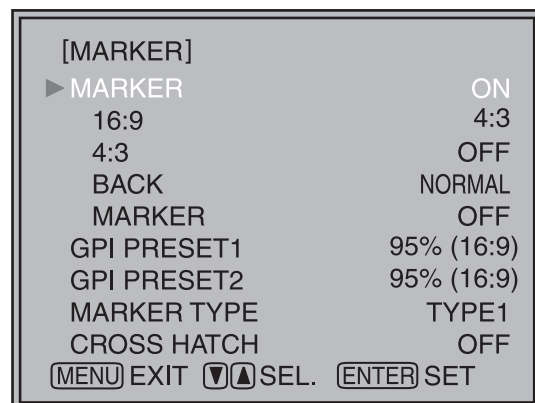 [MARKER]
▶ MARKER ON
16:9 4:3
4:3 OFF
BACK NORMAL
MARKER OFF
GPI PRESET1 95% (16:9)
GPI PRESET2 95% (16:9)
MARKER TYPE TYPE1
CROSS HATCH OFF
MENU EXIT ▼▲ SEL. ENTER SET